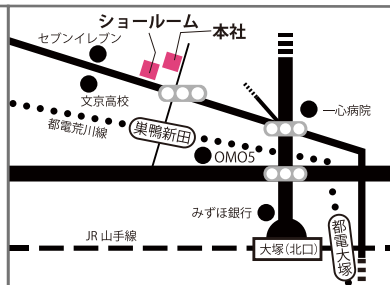 ショールーム
本社
セブンイレブン
文京高校
一心病院
都電荒川線
巣鴨新田
OMO5
みずほ銀行
都電大塚
JR 山手線
大塚(北口)